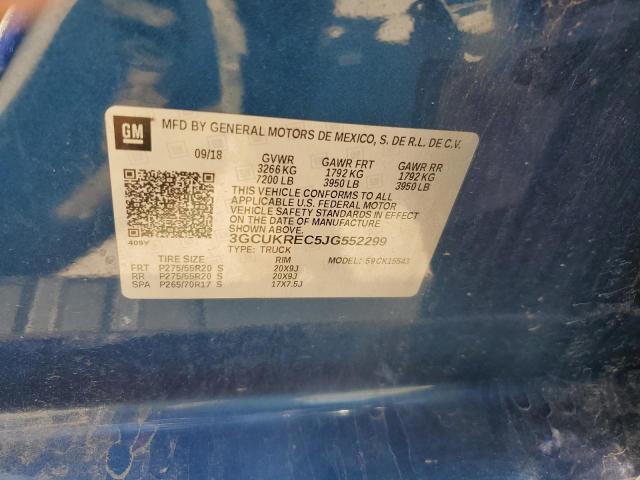 GM MFD BY GENERAL MOTORS DE MEXICO, S. DE R.L. DE C.V.
09/18 GVWR GAWR FRT GAWR RR
3266 KG 1792 KG 1792 KG
7200 LB 3950 LB 3950 LB
THIS VEHICLE CONFORMS TO ALL
APPLICABLE U.S. FEDERAL MOTOR
VEHICLE SAFETY STANDARDS IN EFFECT
ON THE DATE OF MANUFACTURE
SHOWN ABOVE.
409Y 3GCUKREC5JG552299
TYPE: TRUCK MODEL: 59CK15543
TIRE SIZE RIM
FRT P275/55R20 S 20X9J
RR P275/55R20 S 20X9J
SPA P265/70R17 S 17X7.5J